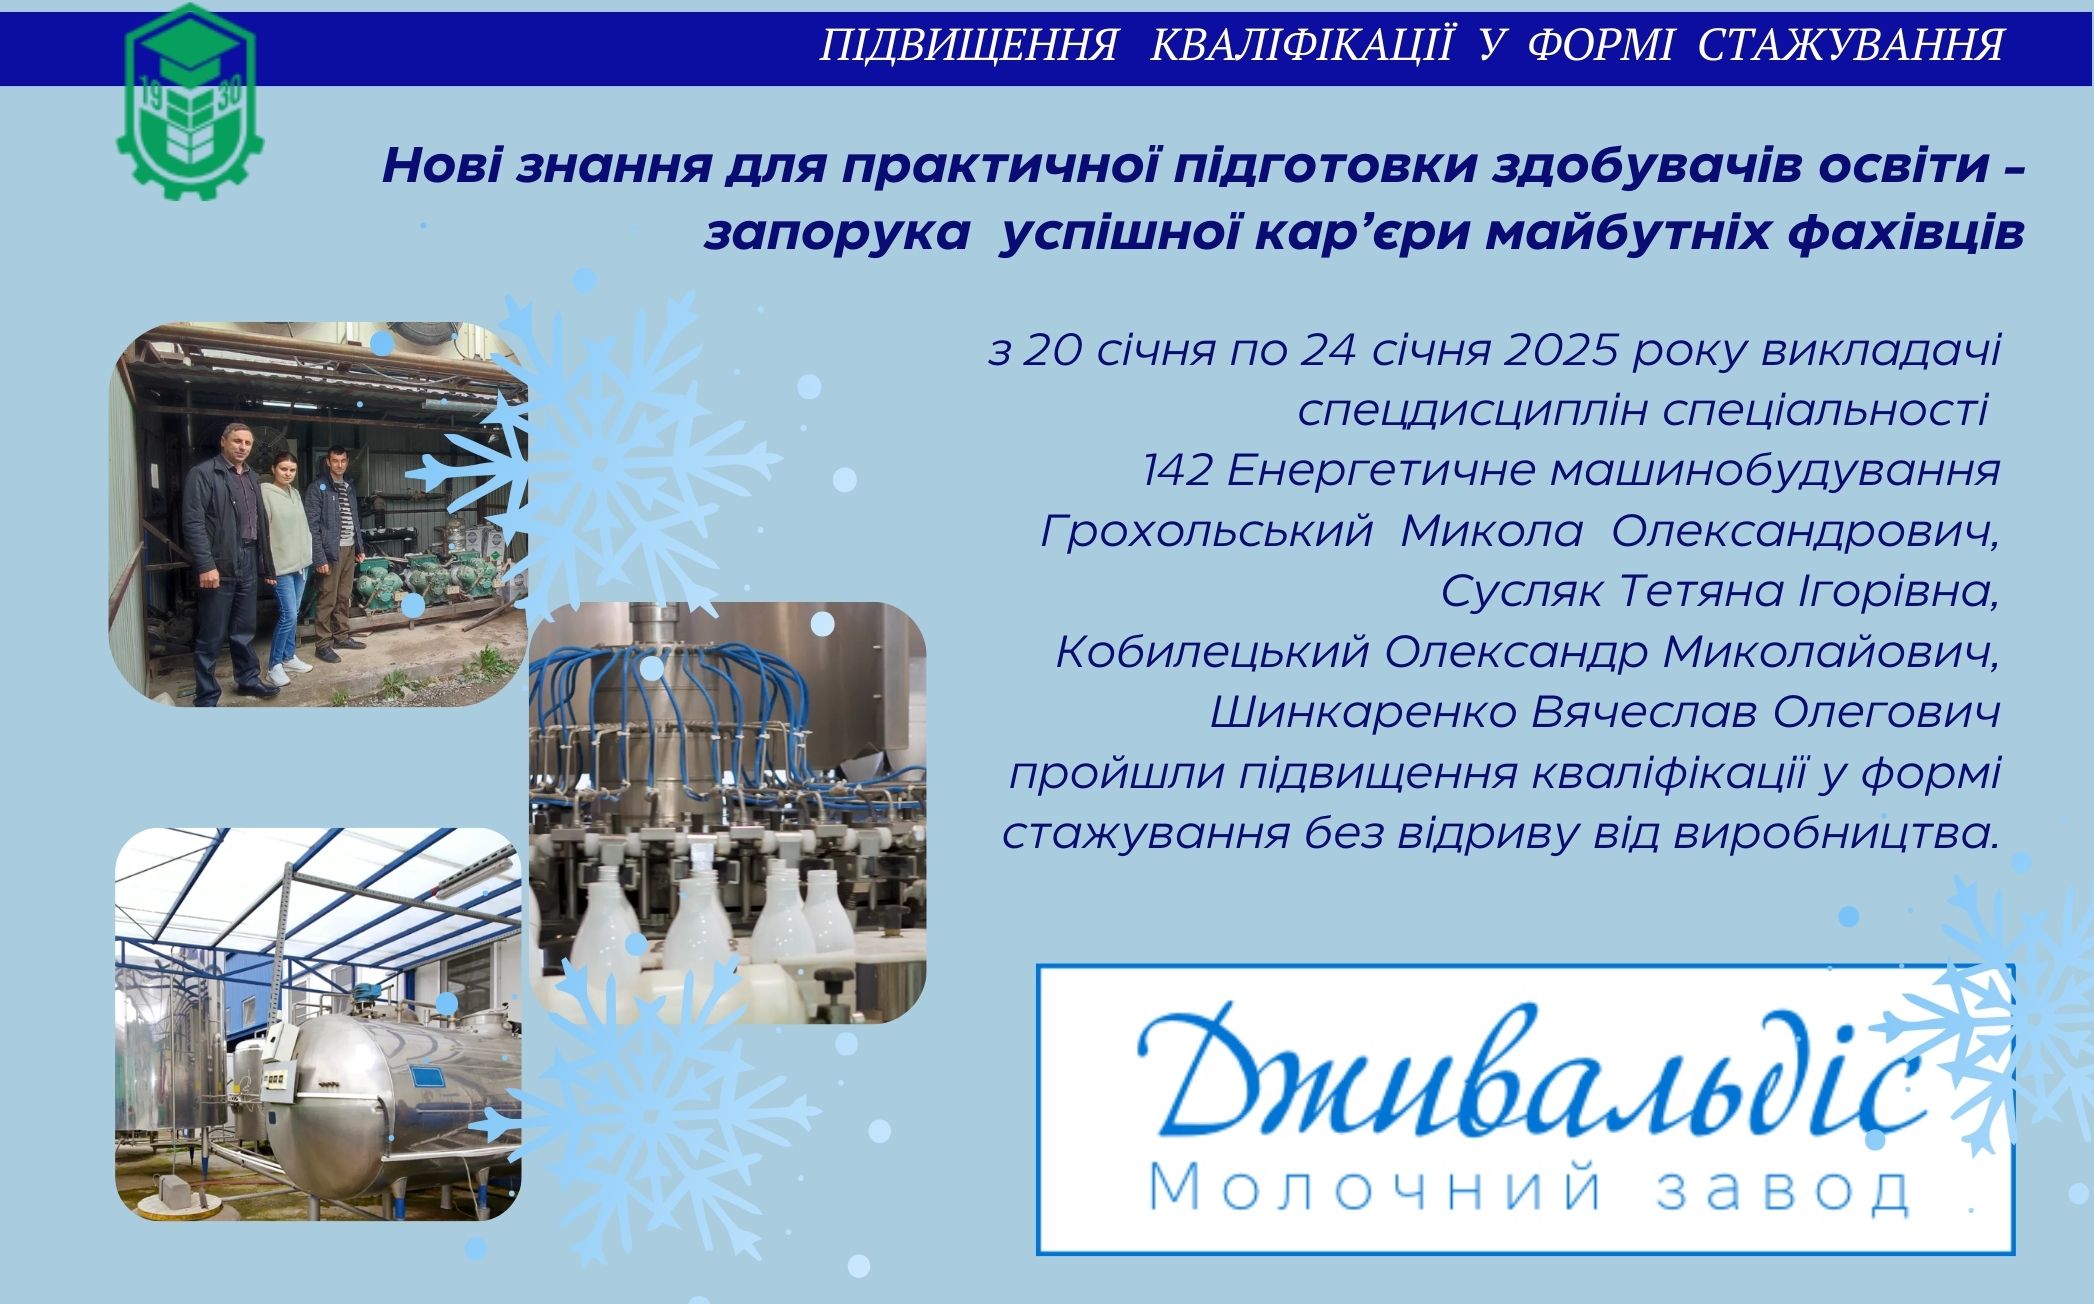 ПІДВИЩЕННЯ КВАЛІФІКАЦІЇ У ФОРМІ СТАЖУВАННЯ
19 30
Нові знання для практичної підготовки здобувачів освіти -
запорука успішної кар’єри майбутніх фахівців
з 20 січня по 24 січня 2025 року викладачі
спецдисциплін спеціальності
142 Енергетичне машинобудування
Грохольський Микола Олександрович,
Сусляк Тетяна Ігорівна,
Кобилецький Олександр Миколайович,
Шинкаренко Вячеслав Олегович
пройшли підвищення кваліфікації у формі
стажування без відриву від виробництва.
Дживальдіс
Молочний завод